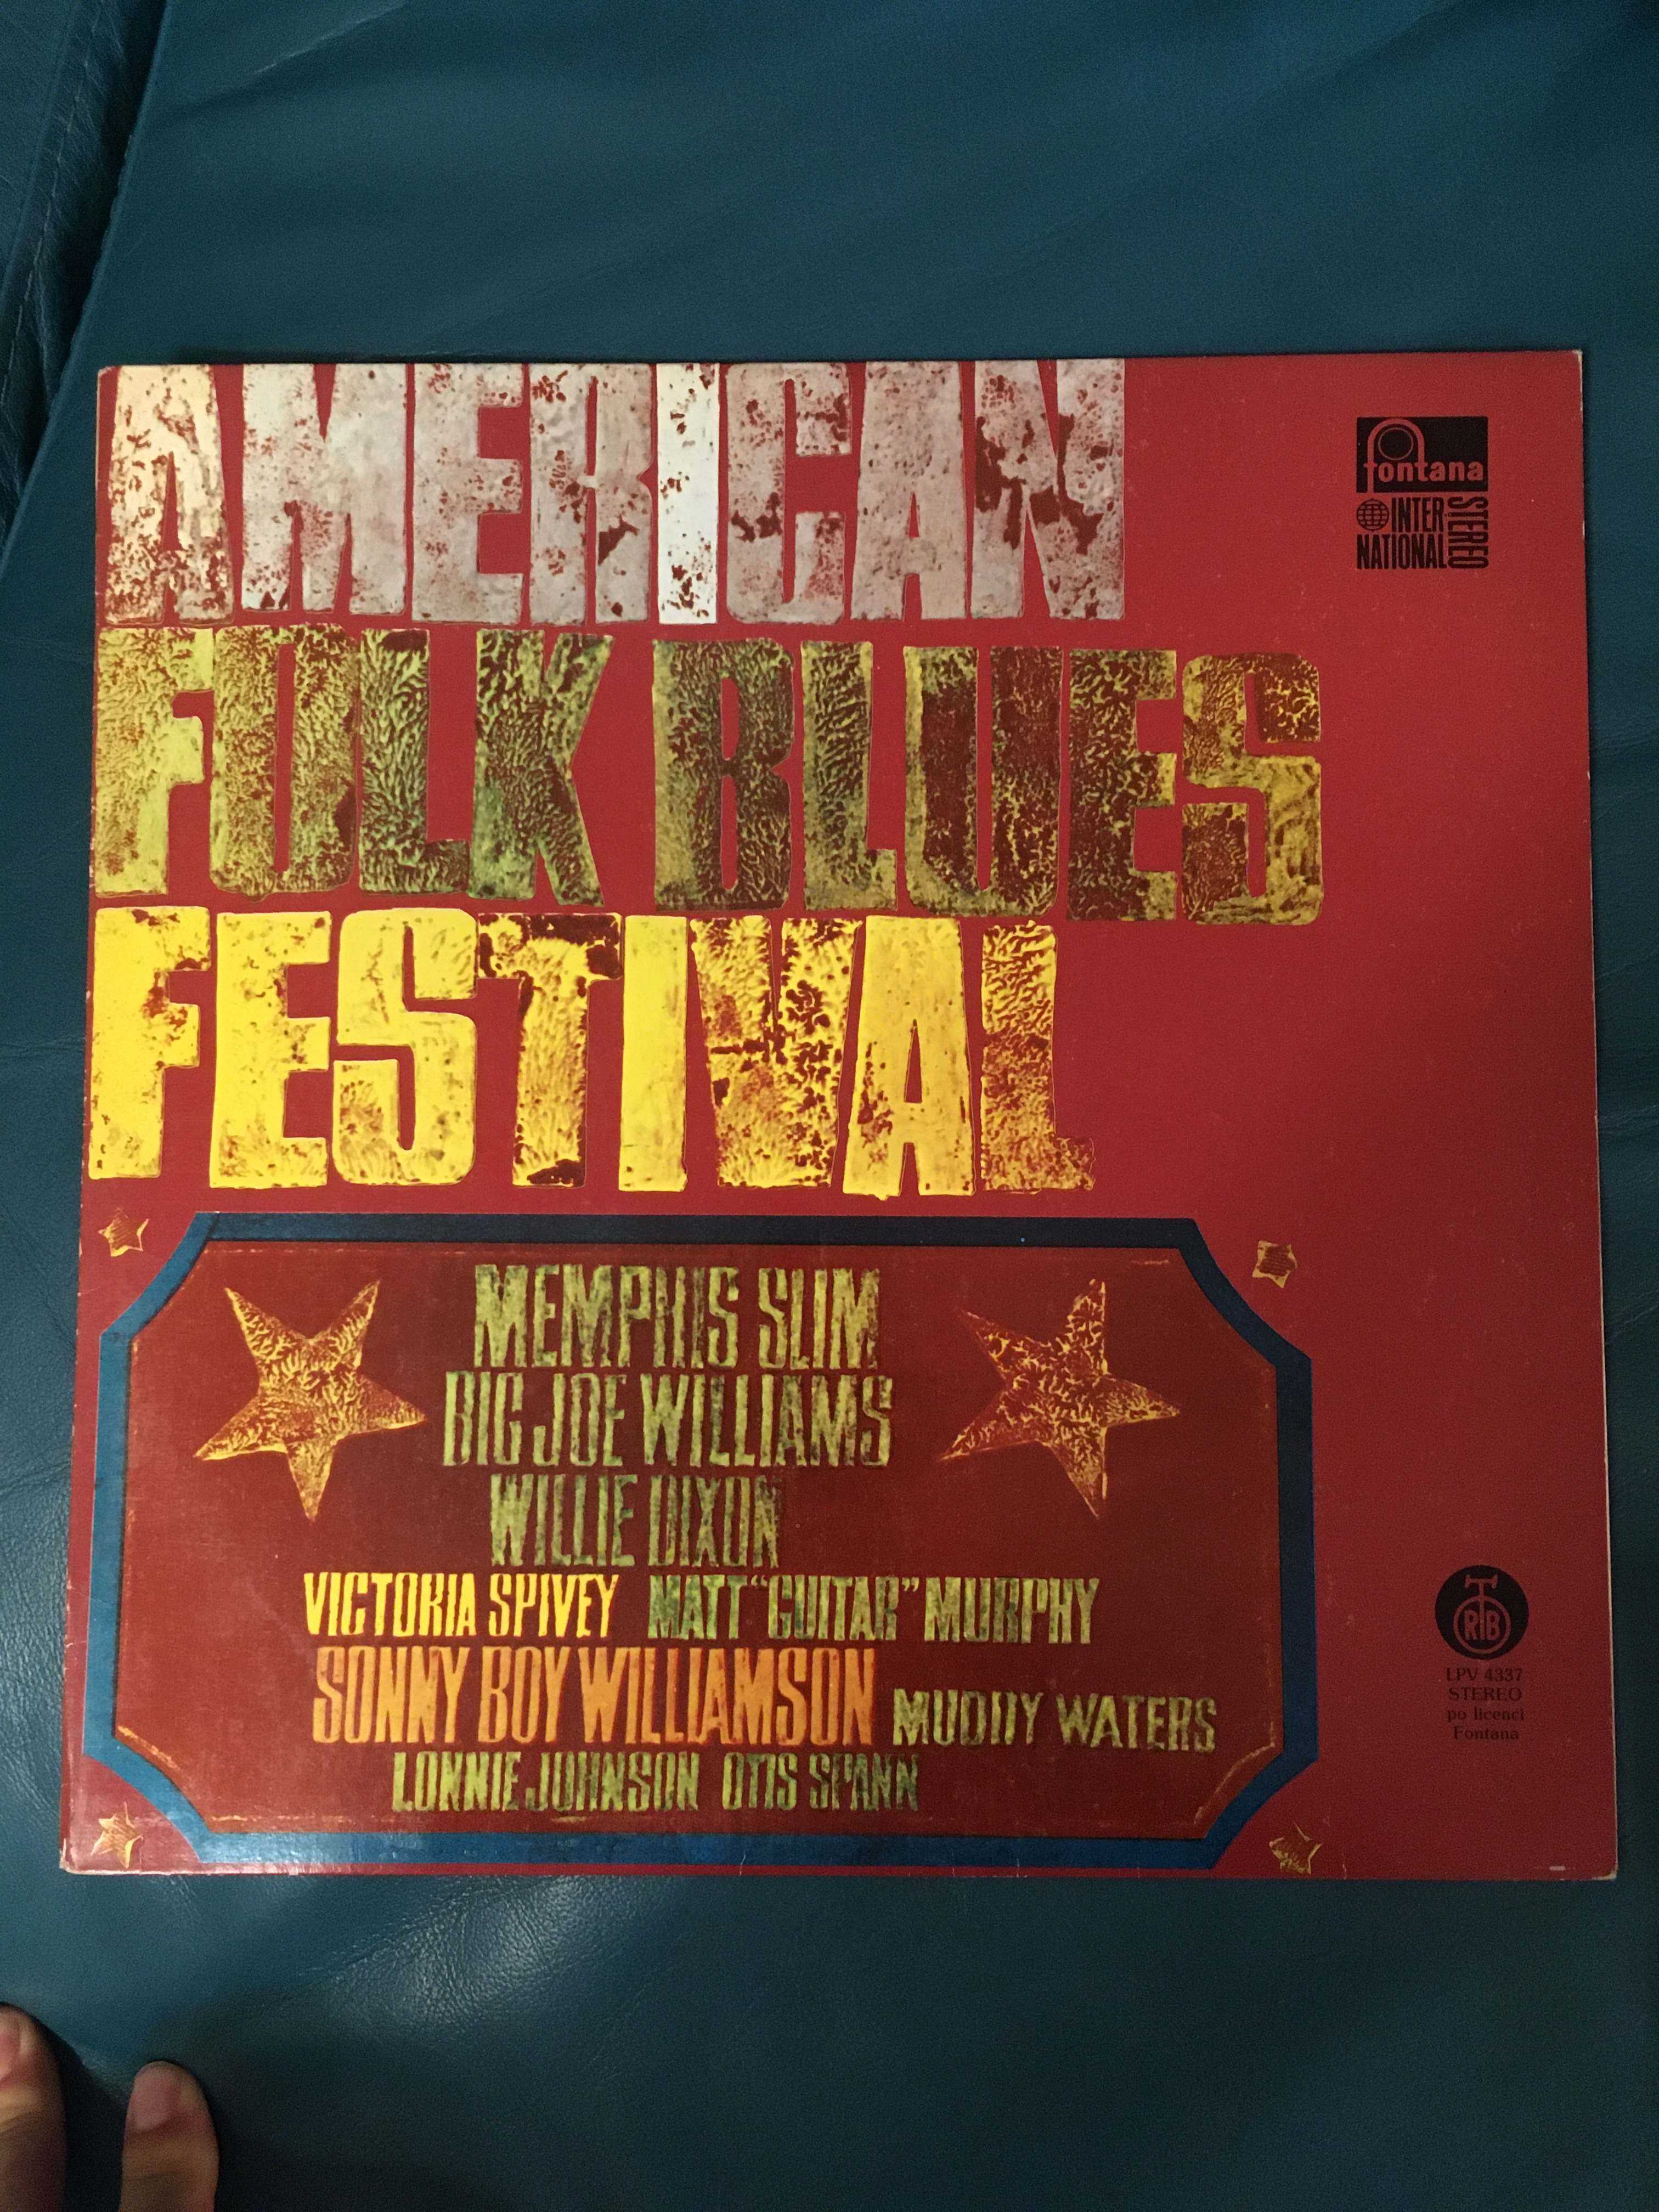 AMERICAN
FOLK BLUES
FESTIVAL
fontana
INTER
NATIONAL
STEREO
MEMPHIS SLIM
BIG JOE WILLIAMS
WILLIE DIXON
VICTORIA SPIVEY MATT "GUITAR" MURPHY
SONNY BOY WILLIAMSON MUDDY WATERS
LONNIE JOHNSON OTIS SPANN
RTB
LPV 4337
STEREO
po licenci
Fontana